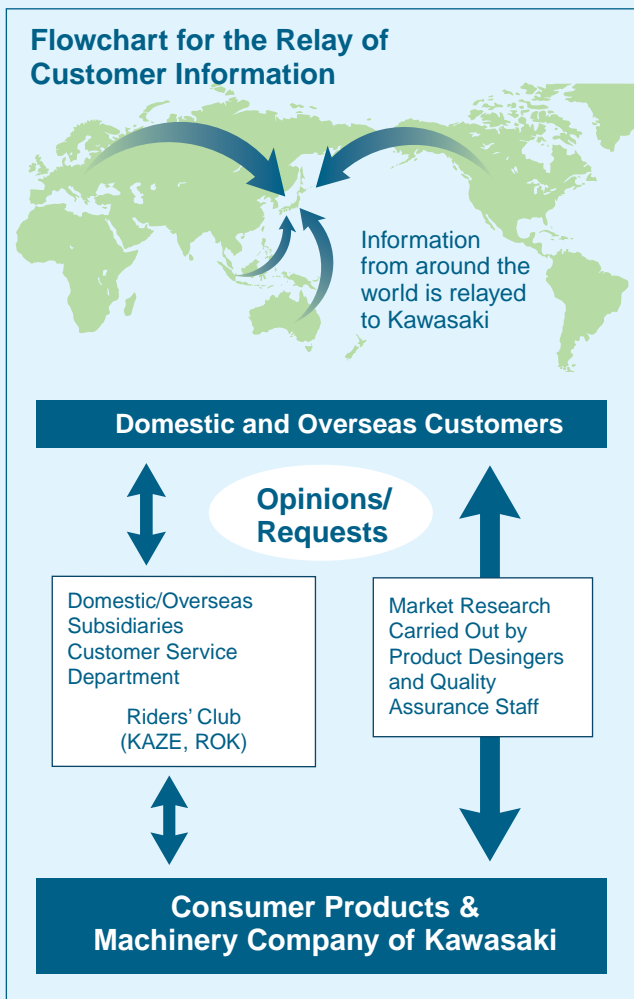 Flowchart for the Relay of
Customer Information
Information
from around the
world is relayed
to Kawasaki
Domestic and Overseas Customers
Opinions/
Requests
Domestic/Overseas
Subsidiaries
Customer Service
Department
Riders’ Club
(KAZE, ROK)
Market Research
Carried Out by
Product Desingers
and Quality
Assurance Staff
Consumer Products &
Machinery Company of Kawasaki